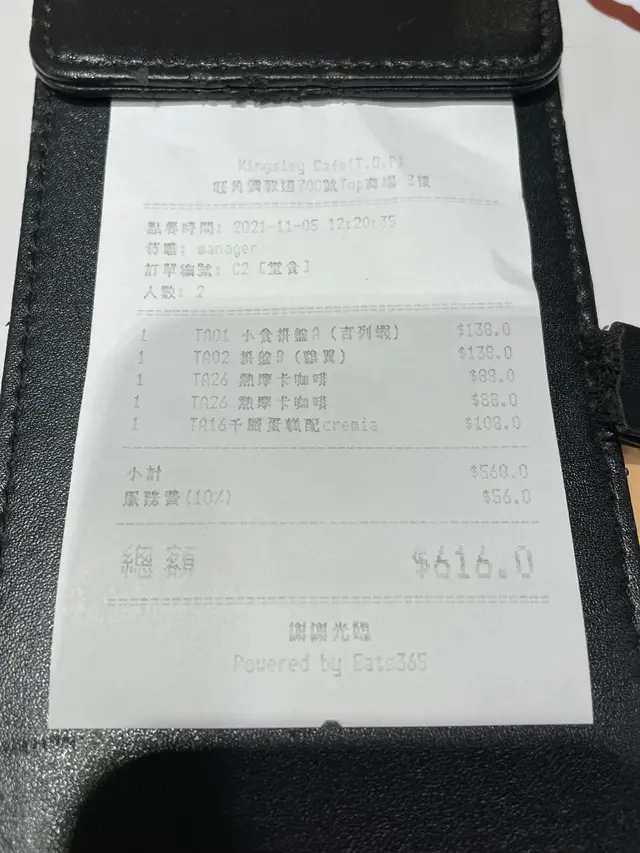 Kingsley Cafe(T.O.P)
旺角彌敦道700號Top商場 3樓
點餐時間: 2021-11-05 12:20:35
侍應: manager
訂單編號: C2 [堂食]
人數: 2
1 TA01 小食拼盤A (吉列蝦) $138.0
1 TA02 拼盤B (雞翼) $138.0
1 TA26 熱摩卡咖啡 $88.0
1 TA26 熱摩卡咖啡 $88.0
1 TA16千層蛋糕配cremia $108.0
小計 $560.0
服務費(10%) $56.0
總額 $616.0
謝謝光臨
Powered by Eats365